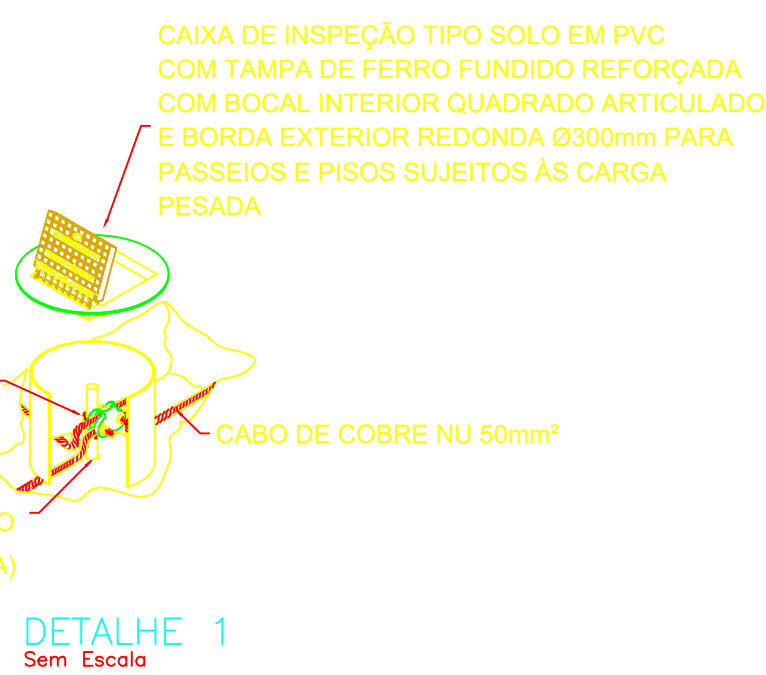 CAIXA DE INSPEÇÃO TIPO SOLO EM PVC
COM TAMPA DE FERRO FUNDIDO REFORÇADA
COM BOCAL INTERIOR QUADRADO ARTICULADO
E BORDA EXTERIOR REDONDA Ø300mm PARA
PASSEIOS E PISOS SUJEITOS ÀS CARGA
PESADA
CABO DE COBRE NU 50mm²
O
A)
DETALHE 1
Sem Escala